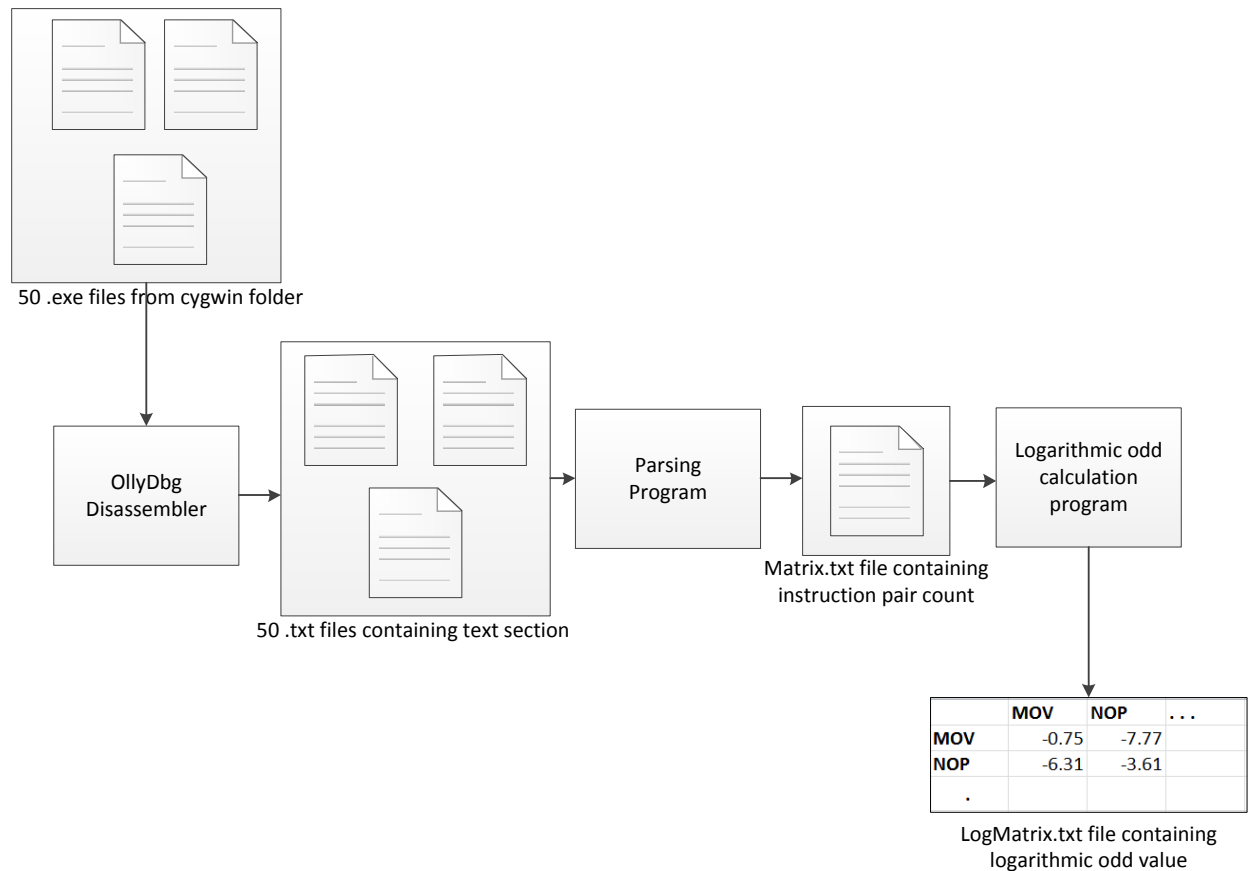 50 .exe files from cygwin folder
OllyDbg
Disassembler
50 .txt files containing text section
Parsing
Program
Matrix.txt file containing
instruction pair count
Logarithmic odd
calculation
program
MOV NOP . . .
MOV -0.75 -7.77
NOP -6.31 -3.61
.
LogMatrix.txt file containing
logarithmic odd value